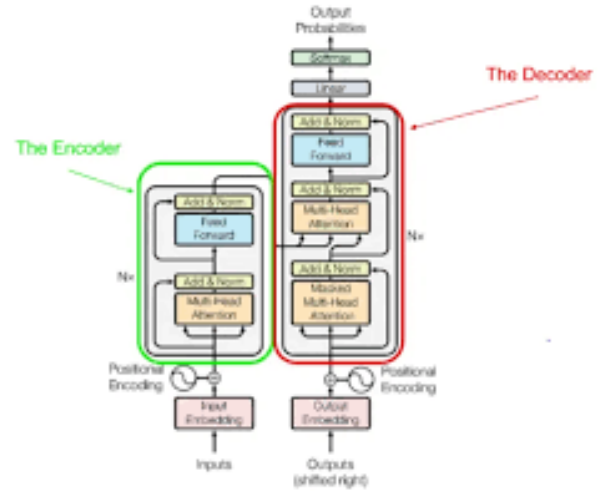 Output
Probabilities
Softmax
Linear
The Decoder
Add & Norm
Feed
Forward
Add & Norm
Multi-Head
Attention
Nx
Add & Norm
Masked
Multi-Head
Attention
The Encoder
Add & Norm
Feed
Forward
Nx
Add & Norm
Multi-Head
Attention
Positional
Encoding
Positional
Encoding
Input
Embedding
Output
Embedding
Inputs
Outputs
(shifted right)